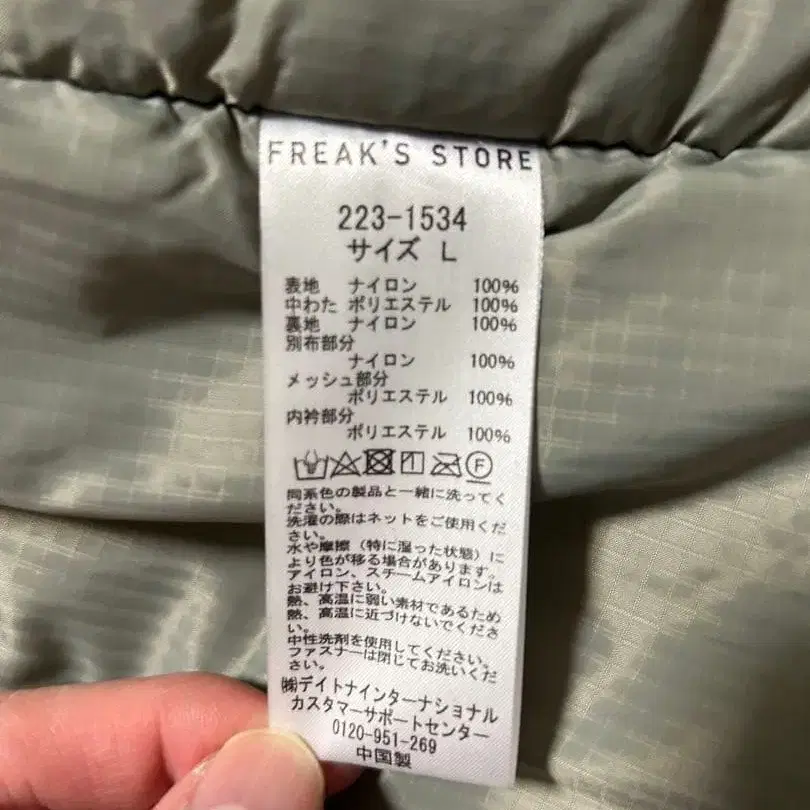 FREAK'S STORE
223-1534
サイズ L
表地 ナイロン 100%
中わた ポリエステル 100%
裏地 ナイロン 100%
別布部分
ナイロン 100%
メッシュ部分
ポリエステル 100%
内衿部分
ポリエステル 100%
F
同系色の製品と一緒に洗ってく
ださい。
洗濯の際はネットをご使用くだ
さい。
水や摩擦（特に湿った状態）に
より色が移る場合があります。
アイロン、スチームアイロンは
お避け下さい。
熱、高温に弱い素材であるため
熱、高温に近づけないでくださ
い。
中性洗剤を使用してください。
ファスナーは閉じてお洗いくだ
さい。
㈱デイトナインターナショナル
カスタマーサポートセンター
0120-951-269
中国製